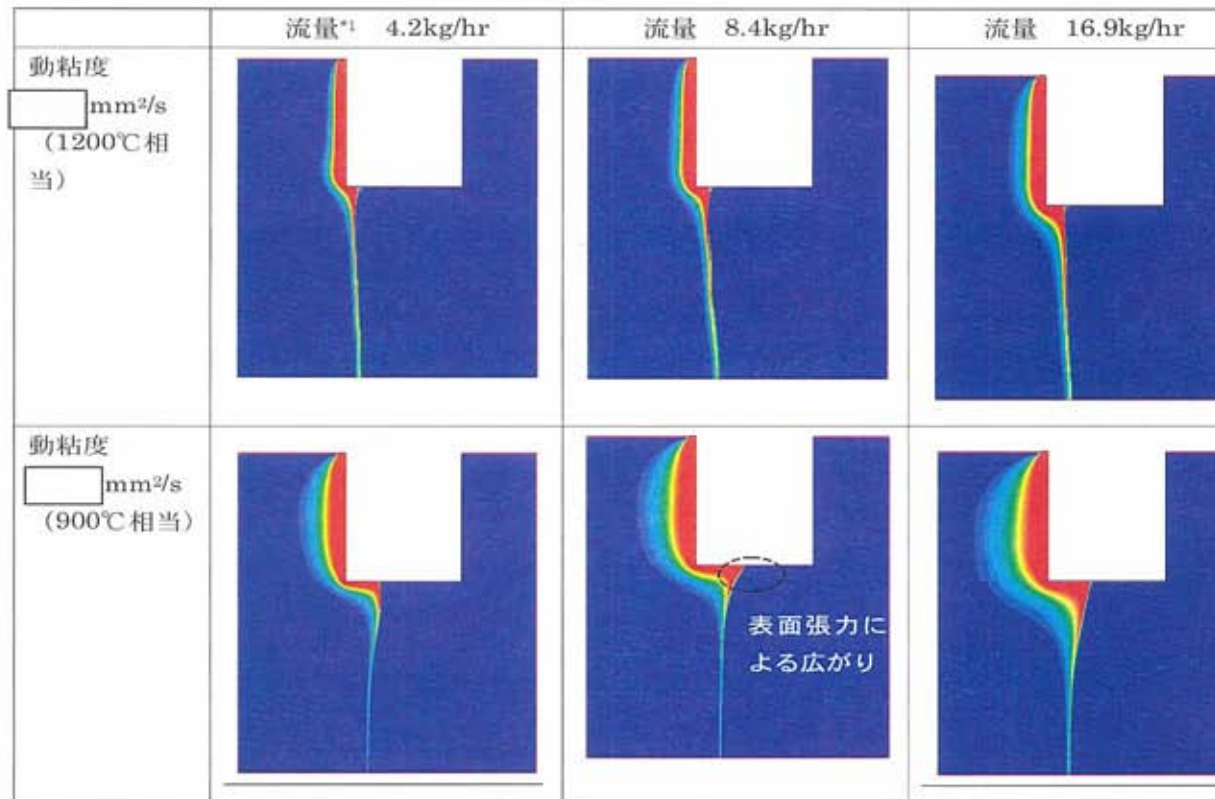 流量*1 4.2kg/hr
流量 8.4kg/hr
流量 16.9kg/hr
動粘度
mm²/s
(1200℃相
当)
動粘度
mm²/s
(900℃相当)
表面張力に
よる広がり